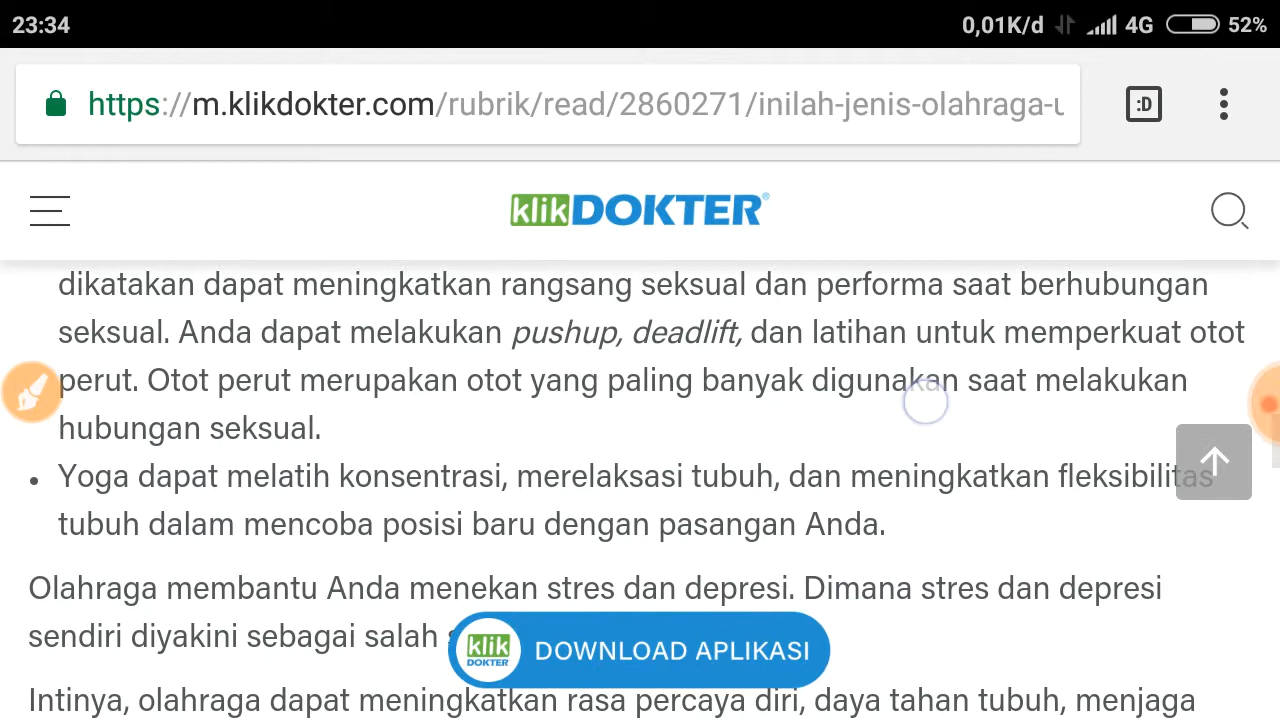 23:34 0,01K/d 4G 52%
https://m.klikdokter.com/rubrik/read/2860271/inilah-jenis-olahraga-u
:D
klikDOKTER®
dikatakan dapat meningkatkan rangsang seksual dan performa saat berhubungan
seksual. Anda dapat melakukan pushup, deadlift, dan latihan untuk memperkuat otot
perut. Otot perut merupakan otot yang paling banyak digunakan saat melakukan
hubungan seksual.
• Yoga dapat melatih konsentrasi, merelaksasi tubuh, dan meningkatkan fleksibilitas
tubuh dalam mencoba posisi baru dengan pasangan Anda.
Olahraga membantu Anda menekan stres dan depresi. Dimana stres dan depresi
sendiri diyakini sebagai salah
klik DOKTER DOWNLOAD APLIKASI
Intinya, olahraga dapat meningkatkan rasa percaya diri, daya tahan tubuh, menjaga